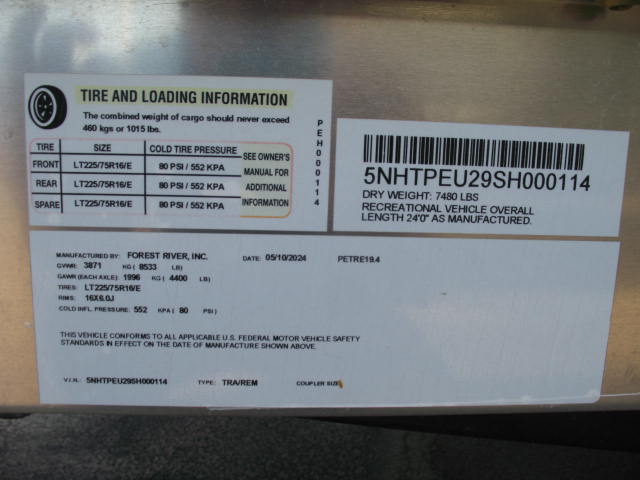 TIRE AND LOADING INFORMATION
The combined weight of cargo should never exceed
460 kgs or 1015 lbs.
TIRE SIZE COLD TIRE PRESSURE
FRONT LT225/75R16/E 80 PSI / 552 KPA
REAR LT225/75R16/E 80 PSI / 552 KPA
SPARE LT225/75R16/E 80 PSI / 552 KPA
SEE OWNER'S
MANUAL FOR
ADDITIONAL
INFORMATION
PEH000114
5NHTPEU29SH000114
DRY WEIGHT: 7480 LBS
RECREATIONAL VEHICLE OVERALL
LENGTH 24'0" AS MANUFACTURED.
MANUFACTURED BY: FOREST RIVER, INC. DATE: 05/10/2024 PETRE19.4
GVWR: 3871 KG ( 8533 LB)
GAWR (EACH AXLE): 1996 KG ( 4400 LB)
TIRES: LT225/75R16/E
RIMS: 16X6.0J
COLD INFL. PRESSURE: 552 KPA ( 80 PSI)
THIS VEHICLE CONFORMS TO ALL APPLICABLE U.S. FEDERAL MOTOR VEHICLE SAFETY
STANDARDS IN EFFECT ON THE DATE OF MANUFACTURE SHOWN ABOVE.
V.I.N.: 5NHTPEU29SH000114 TYPE: TRA/REM COUPLER SIZE: